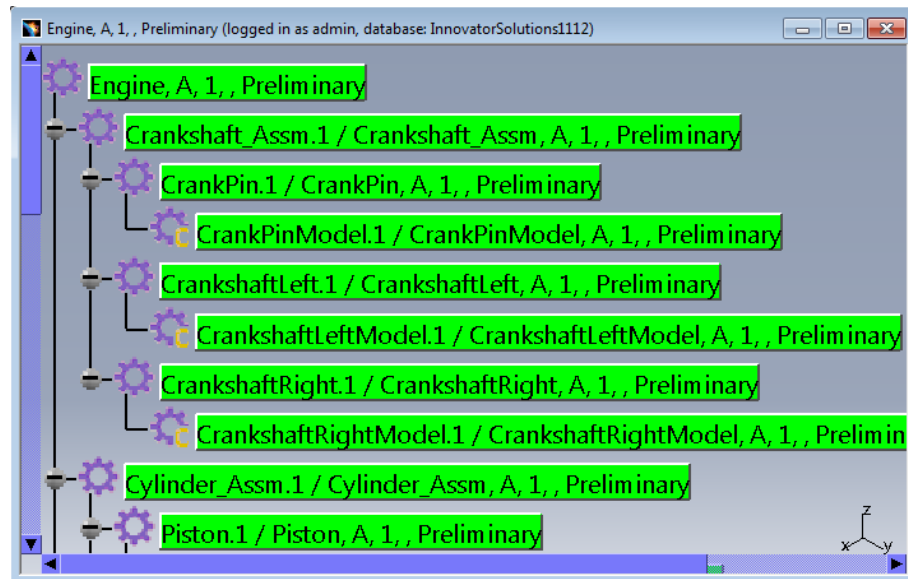 Engine, A, 1, , Preliminary (logged in as admin, database: InnovatorSolutions1112)
Engine, A, 1, , Preliminary
Crankshaft_Assm.1 / Crankshaft_Assm, A, 1, , Preliminary
CrankPin.1 / CrankPin, A, 1, , Preliminary
CrankPinModel.1 / CrankPinModel, A, 1, , Preliminary
CrankshaftLeft.1 / CrankshaftLeft, A, 1, , Preliminary
CrankshaftLeftModel.1 / CrankshaftLeftModel, A, 1, , Preliminary
CrankshaftRight.1 / CrankshaftRight, A, 1, , Preliminary
CrankshaftRightModel.1 / CrankshaftRightModel, A, 1, , Prelimin
Cylinder_Assm.1 / Cylinder_Assm, A, 1, , Preliminary
Piston.1 / Piston, A, 1, , Preliminary
z
x y